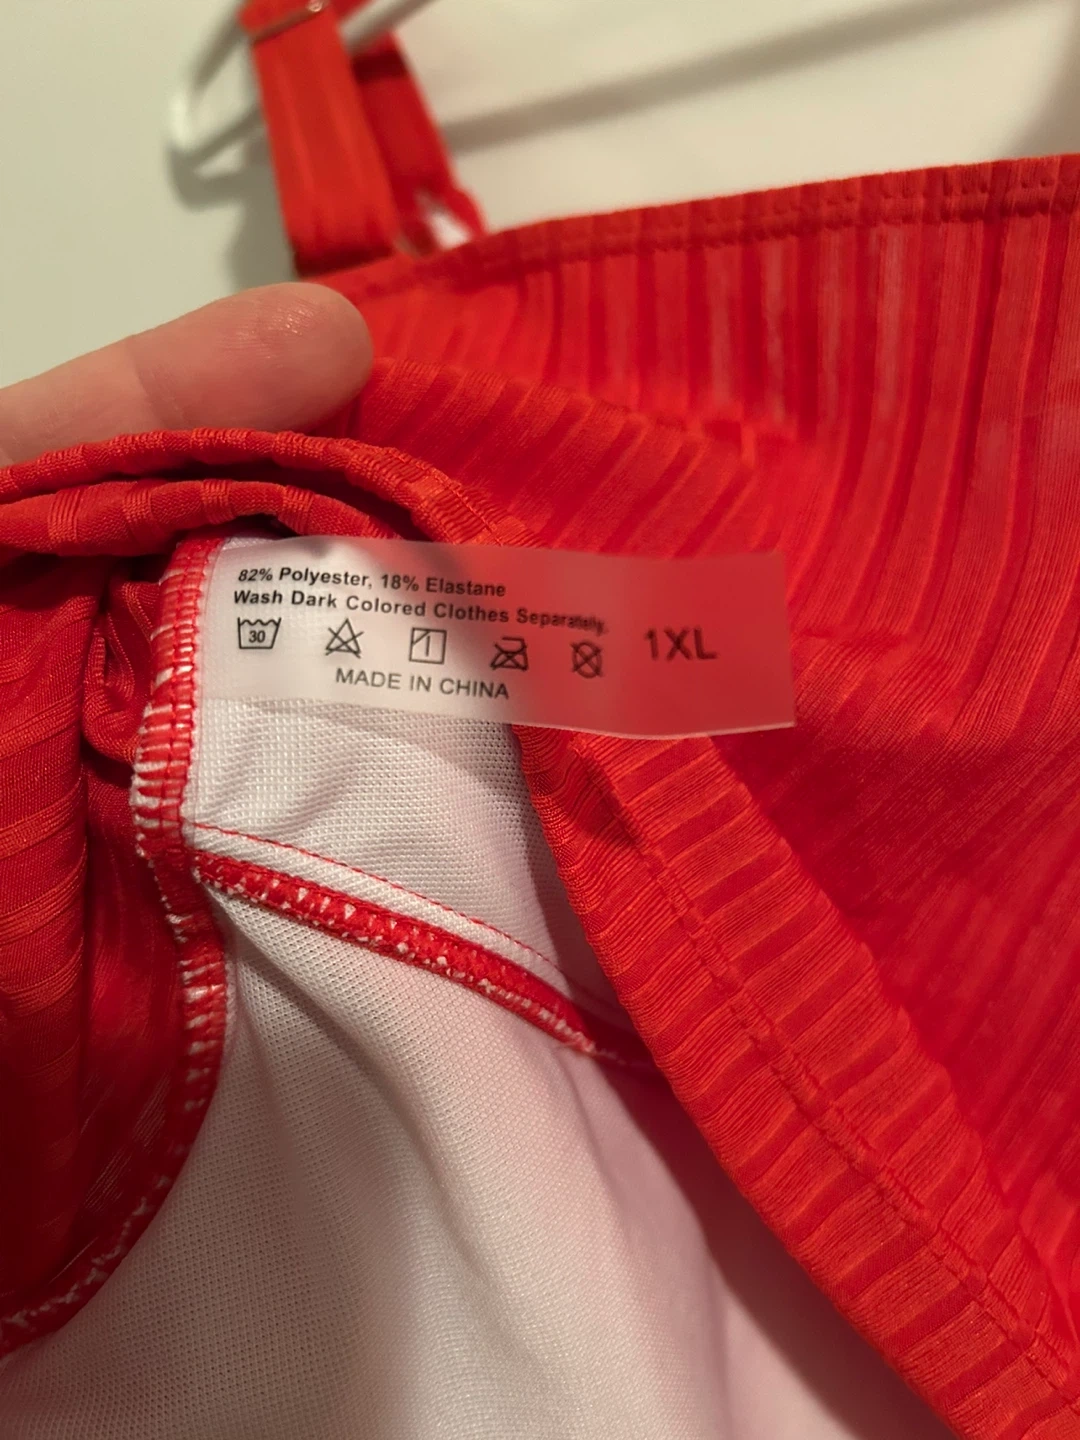 82% Polyester, 18% Elastane
Wash Dark Colored Clothes Separately.
30
1XL
MADE IN CHINA